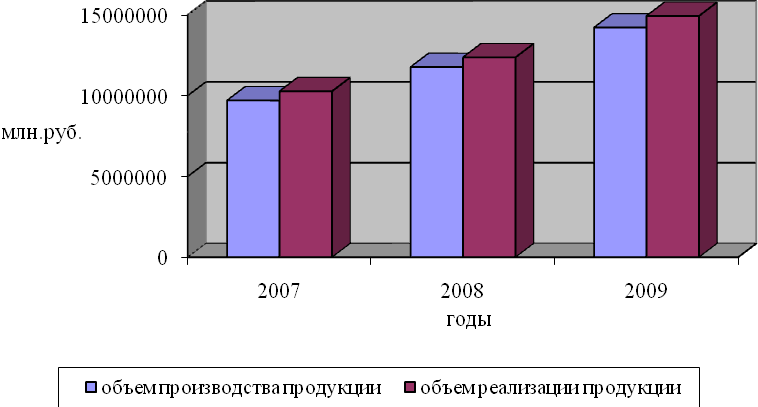 15000000
10000000
млн.руб.
5000000
0
2007 2008 2009
годы
объем производства продукции объем реализации продукции